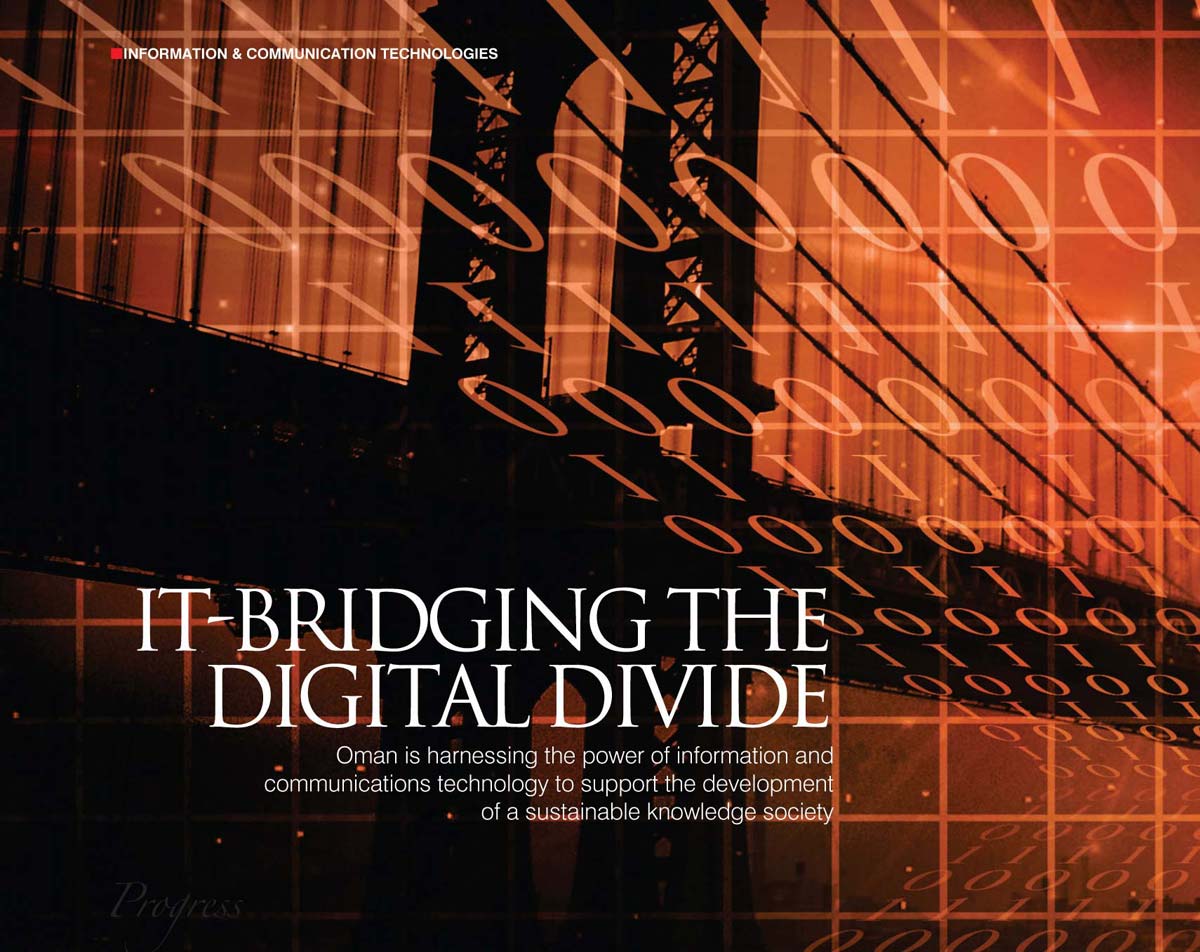 INFORMATION & COMMUNICATION TECHNOLOGIES
IT-BRIDGING THE
DIGITAL DIVIDE
Oman is harnessing the power of information and
communications technology to support the development
of a sustainable knowledge society
Progress